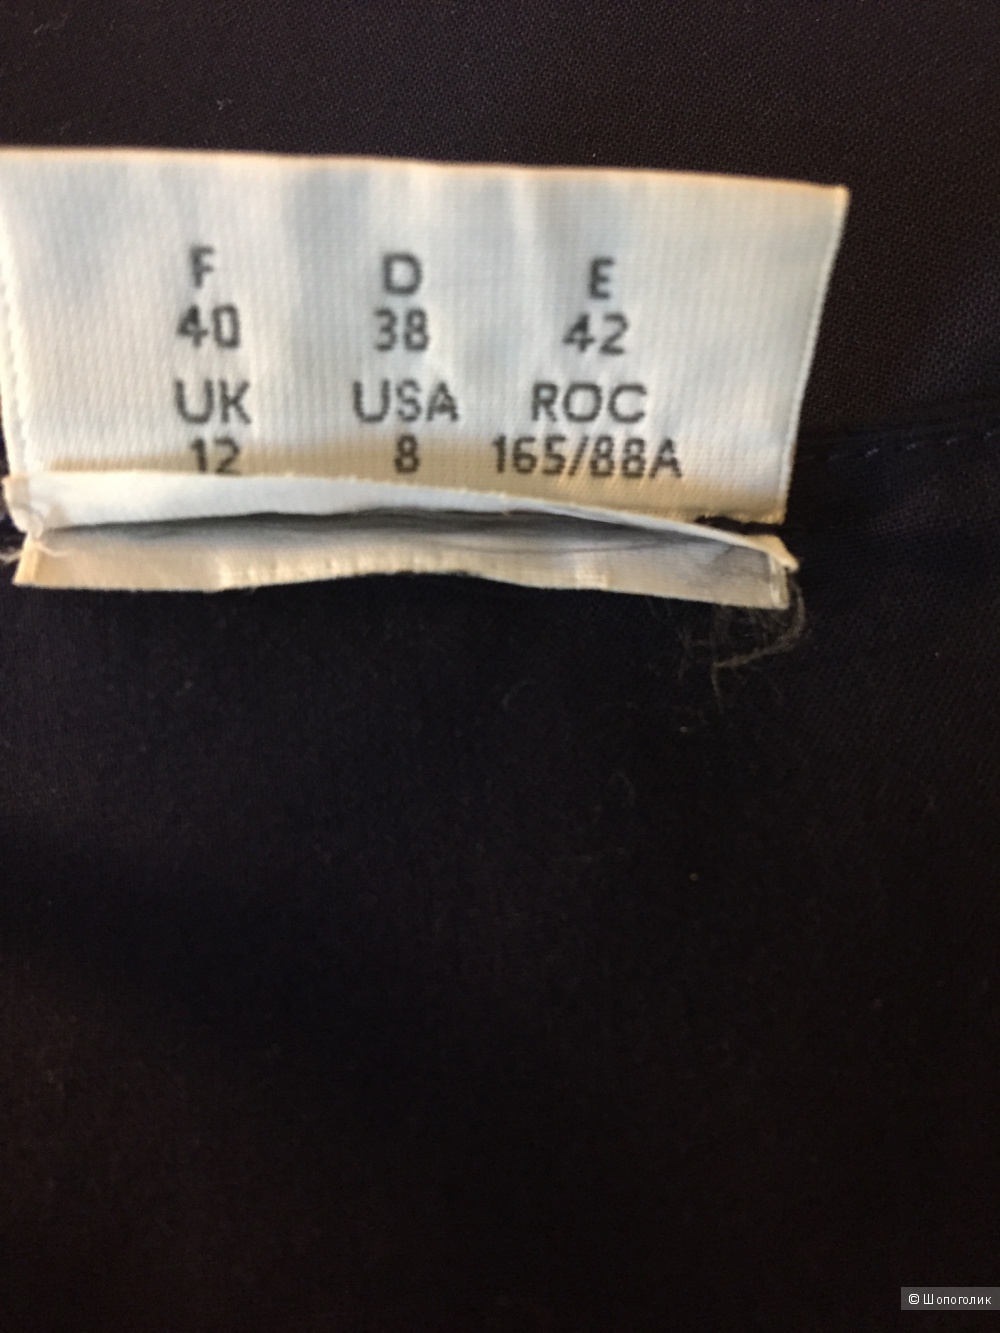 F D E
40 38 42
UK USA ROC
12 8 165/88A
© Шопоголик